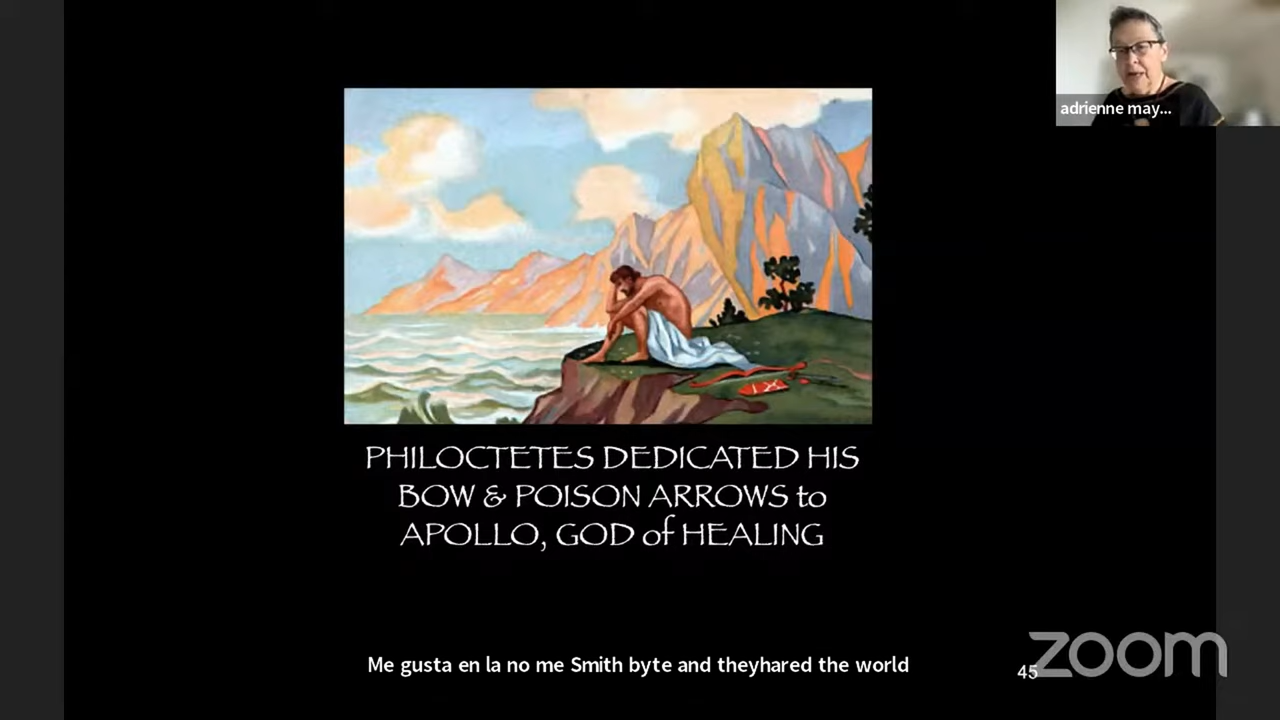 adrienne may...
PHILOCTETES DEDICATED HIS
BOW & POISON ARROWS to
APOLLO, GOD of HEALING
Me gusta en la no me Smith byte and theyhared the world
45
zoom